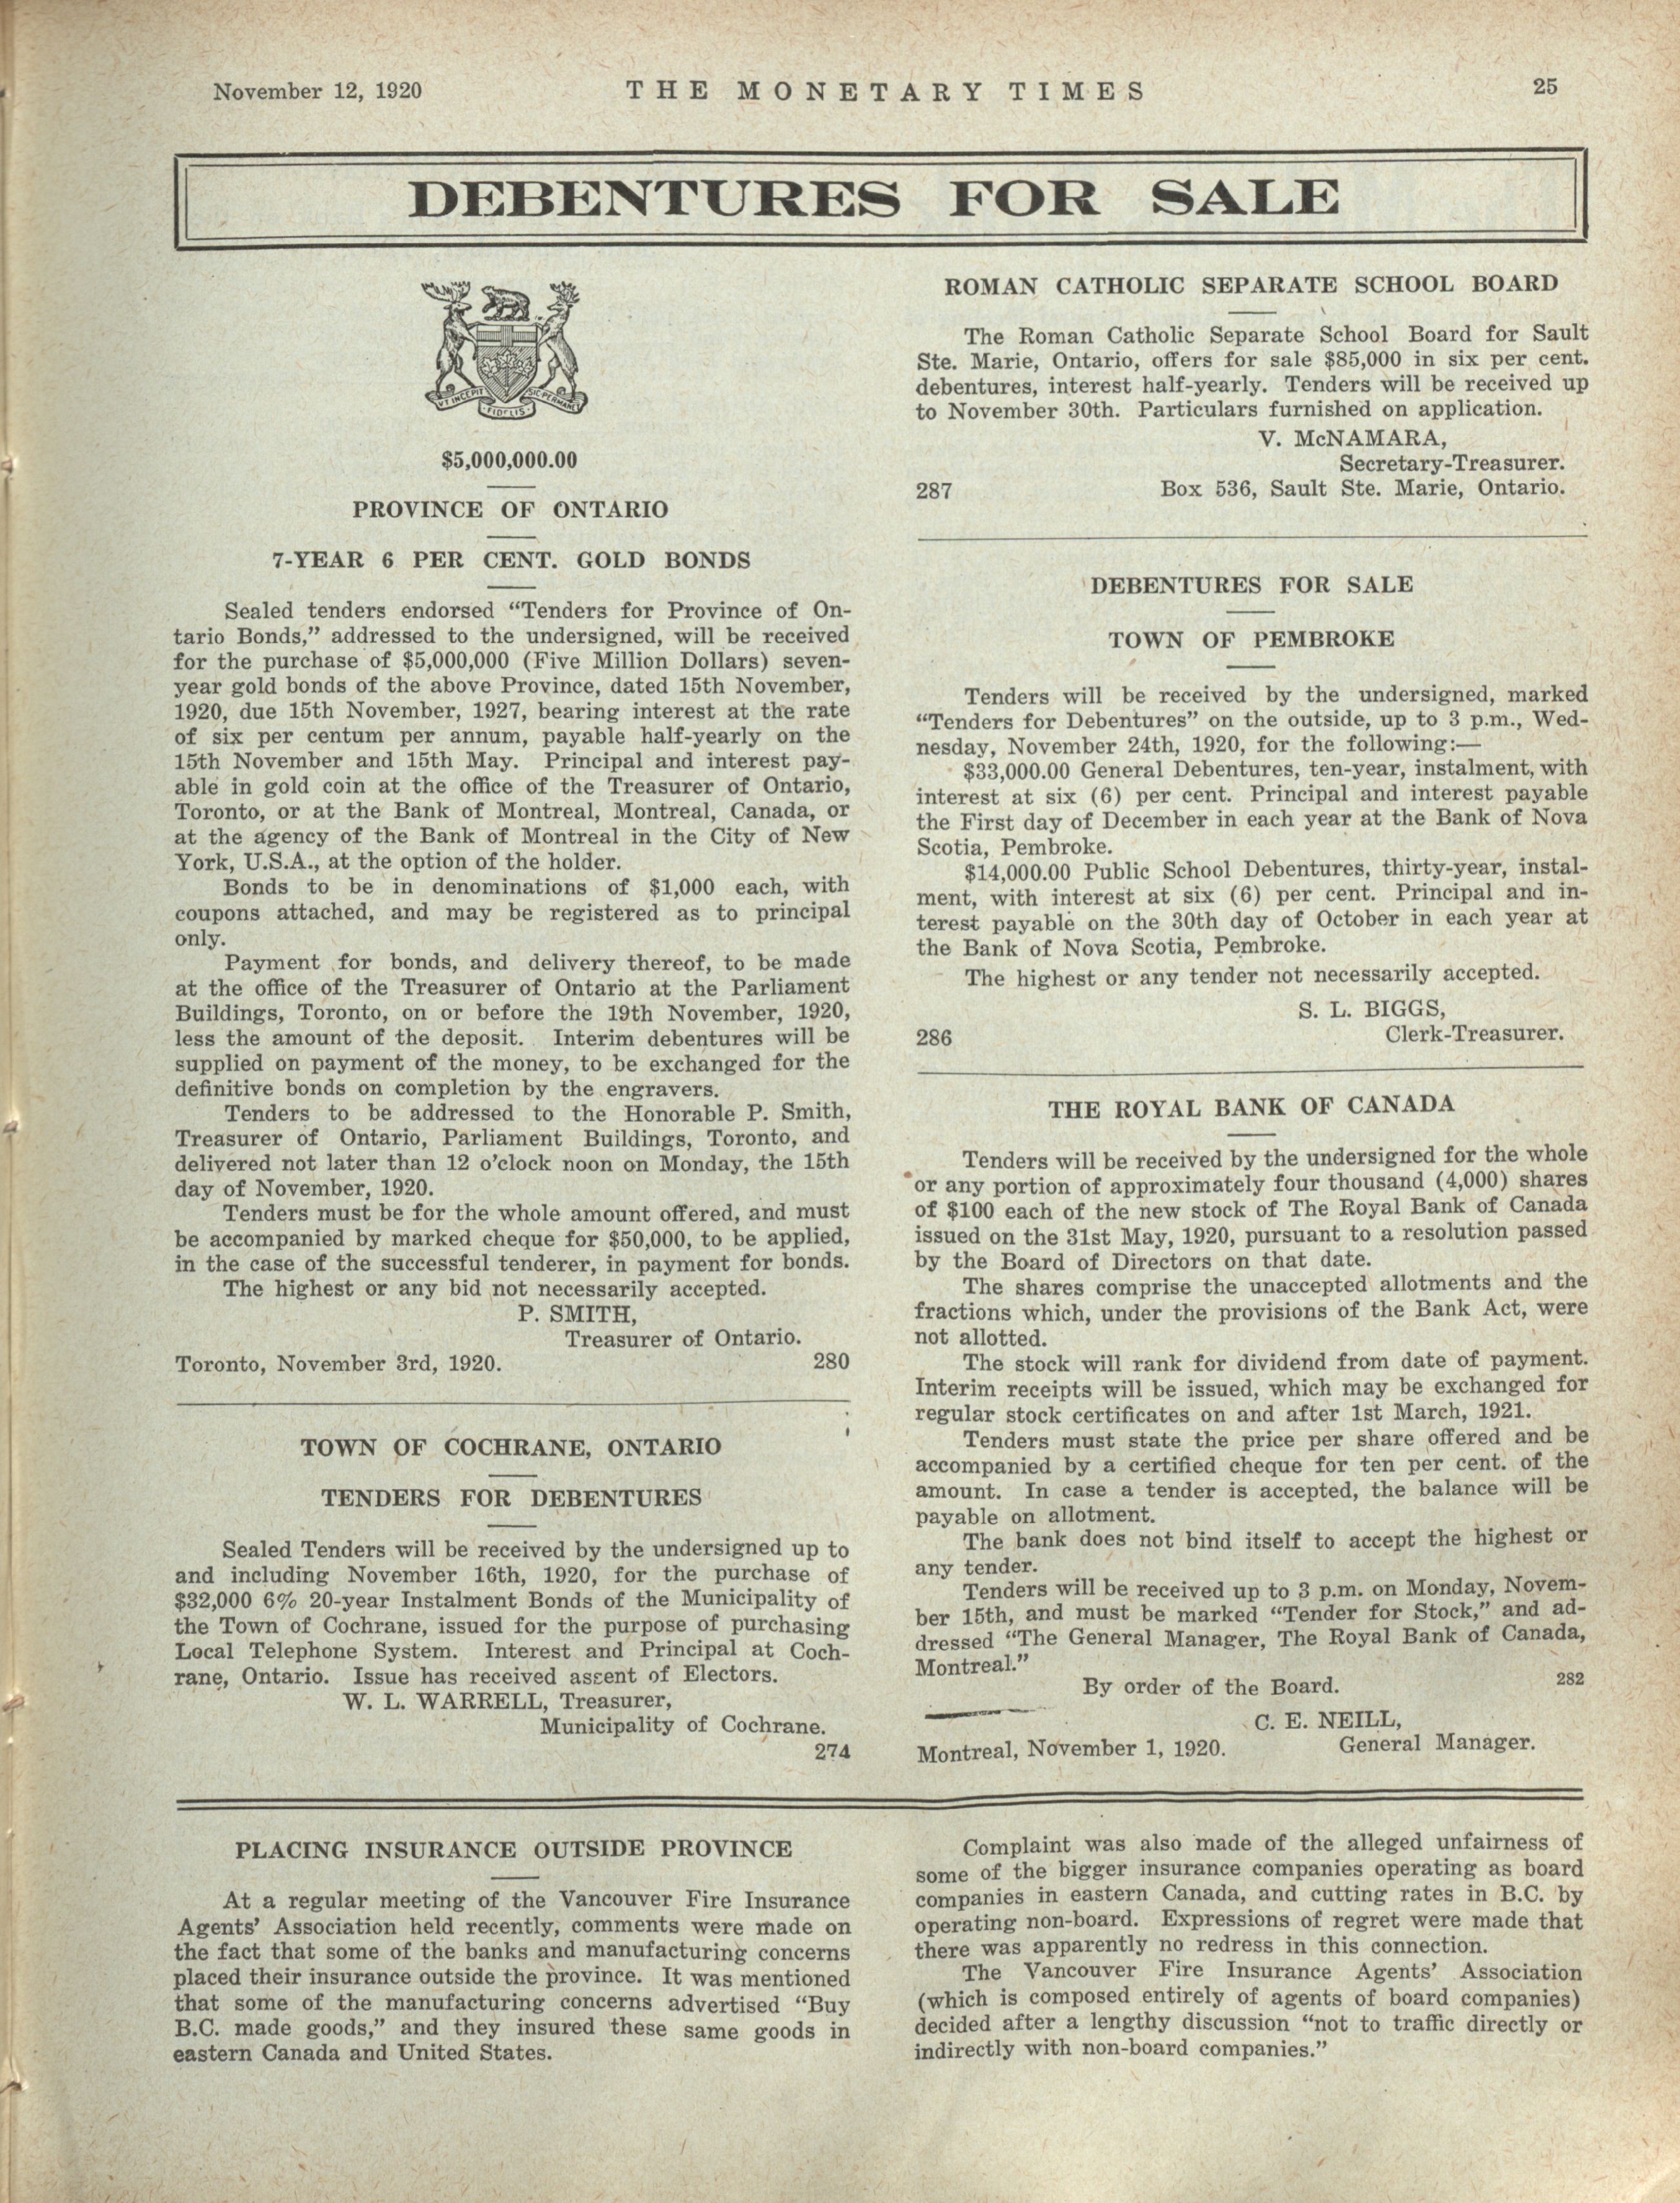 November 12, 1920
THE MONETARY TIMES
25
DEBENTURES FOR SALE
VT INCEPIT
FIDELIS
SIC PERMANET
$5,000,000.00
PROVINCE OF ONTARIO
7-YEAR 6 PER CENT. GOLD BONDS
Sealed tenders endorsed “Tenders for Province of On-
tario Bonds,” addressed to the undersigned, will be received
for the purchase of $5,000,000 (Five Million Dollars) seven-
year gold bonds of the above Province, dated 15th November,
1920, due 15th November, 1927, bearing interest at the rate
of six per centum per annum, payable half-yearly on the
15th November and 15th May. Principal and interest pay-
able in gold coin at the office of the Treasurer of Ontario,
Toronto, or at the Bank of Montreal, Montreal, Canada, or
at the agency of the Bank of Montreal in the City of New
York, U.S.A., at the option of the holder.
Bonds to be in denominations of $1,000 each, with
coupons attached, and may be registered as to principal
only.
Payment for bonds, and delivery thereof, to be made
at the office of the Treasurer of Ontario at the Parliament
Buildings, Toronto, on or before the 19th November, 1920,
less the amount of the deposit. Interim debentures will be
supplied on payment of the money, to be exchanged for the
definitive bonds on completion by the engravers.
Tenders to be addressed to the Honorable P. Smith,
Treasurer of Ontario, Parliament Buildings, Toronto, and
delivered not later than 12 o’clock noon on Monday, the 15th
day of November, 1920.
Tenders must be for the whole amount offered, and must
be accompanied by marked cheque for $50,000, to be applied,
in the case of the successful tenderer, in payment for bonds.
The highest or any bid not necessarily accepted.
P. SMITH,
Treasurer of Ontario.
Toronto, November 3rd, 1920. 280
TOWN OF COCHRANE, ONTARIO
TENDERS FOR DEBENTURES
Sealed Tenders will be received by the undersigned up to
and including November 16th, 1920, for the purchase of
$32,000 6% 20-year Instalment Bonds of the Municipality of
the Town of Cochrane, issued for the purpose of purchasing
Local Telephone System. Interest and Principal at Coch-
rane, Ontario. Issue has received assent of Electors.
W. L. WARRELL, Treasurer,
Municipality of Cochrane.
274
ROMAN CATHOLIC SEPARATE SCHOOL BOARD
The Roman Catholic Separate School Board for Sault
Ste. Marie, Ontario, offers for sale $85,000 in six per cent.
debentures, interest half-yearly. Tenders will be received up
to November 30th. Particulars furnished on application.
V. McNAMARA,
Secretary-Treasurer.
287 Box 536, Sault Ste. Marie, Ontario.
DEBENTURES FOR SALE
TOWN OF PEMBROKE
Tenders will be received by the undersigned, marked
“Tenders for Debentures” on the outside, up to 3 p.m., Wed-
nesday, November 24th, 1920, for the following:—
$33,000.00 General Debentures, ten-year, instalment, with
interest at six (6) per cent. Principal and interest payable
the First day of December in each year at the Bank of Nova
Scotia, Pembroke.
$14,000.00 Public School Debentures, thirty-year, instal-
ment, with interest at six (6) per cent. Principal and in-
terest payable on the 30th day of October in each year at
the Bank of Nova Scotia, Pembroke.
The highest or any tender not necessarily accepted.
S. L. BIGGS,
286 Clerk-Treasurer.
THE ROYAL BANK OF CANADA
Tenders will be received by the undersigned for the whole
or any portion of approximately four thousand (4,000) shares
of $100 each of the new stock of The Royal Bank of Canada
issued on the 31st May, 1920, pursuant to a resolution passed
by the Board of Directors on that date.
The shares comprise the unaccepted allotments and the
fractions which, under the provisions of the Bank Act, were
not allotted.
The stock will rank for dividend from date of payment.
Interim receipts will be issued, which may be exchanged for
regular stock certificates on and after 1st March, 1921.
Tenders must state the price per share offered and be
accompanied by a certified cheque for ten per cent. of the
amount. In case a tender is accepted, the balance will be
payable on allotment.
The bank does not bind itself to accept the highest or
any tender.
Tenders will be received up to 3 p.m. on Monday, Novem-
ber 15th, and must be marked “Tender for Stock,” and ad-
dressed “The General Manager, The Royal Bank of Canada,
Montreal.”
By order of the Board. 282
C. E. NEILL,
Montreal, November 1, 1920. General Manager.
PLACING INSURANCE OUTSIDE PROVINCE
At a regular meeting of the Vancouver Fire Insurance
Agents’ Association held recently, comments were made on
the fact that some of the banks and manufacturing concerns
placed their insurance outside the province. It was mentioned
that some of the manufacturing concerns advertised “Buy
B.C. made goods,” and they insured these same goods in
eastern Canada and United States.
Complaint was also made of the alleged unfairness of
some of the bigger insurance companies operating as board
companies in eastern Canada, and cutting rates in B.C. by
operating non-board. Expressions of regret were made that
there was apparently no redress in this connection.
The Vancouver Fire Insurance Agents’ Association
(which is composed entirely of agents of board companies)
decided after a lengthy discussion “not to traffic directly or
indirectly with non-board companies.”